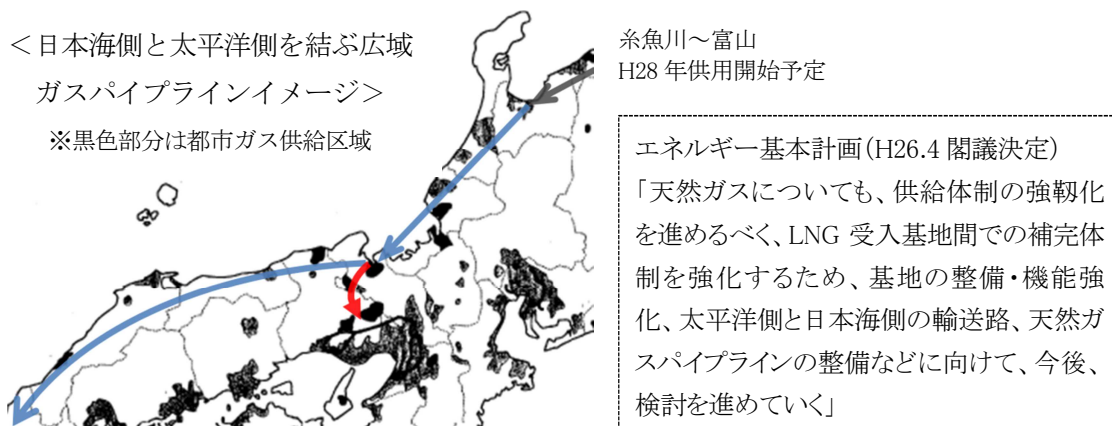 ＜日本海側と太平洋側を結ぶ広域
ガスパイプラインイメージ＞
※黒色部分は都市ガス供給区域
糸魚川～富山
H28 年供用開始予定
エネルギー基本計画(H26.4 閣議決定)
「天然ガスについても、供給体制の強靱化
を進めるべく、LNG 受入基地間での補完体
制を強化するため、基地の整備・機能強
化、太平洋側と日本海側の輸送路、天然ガ
スパイプラインの整備などに向けて、今後、
検討を進めていく」